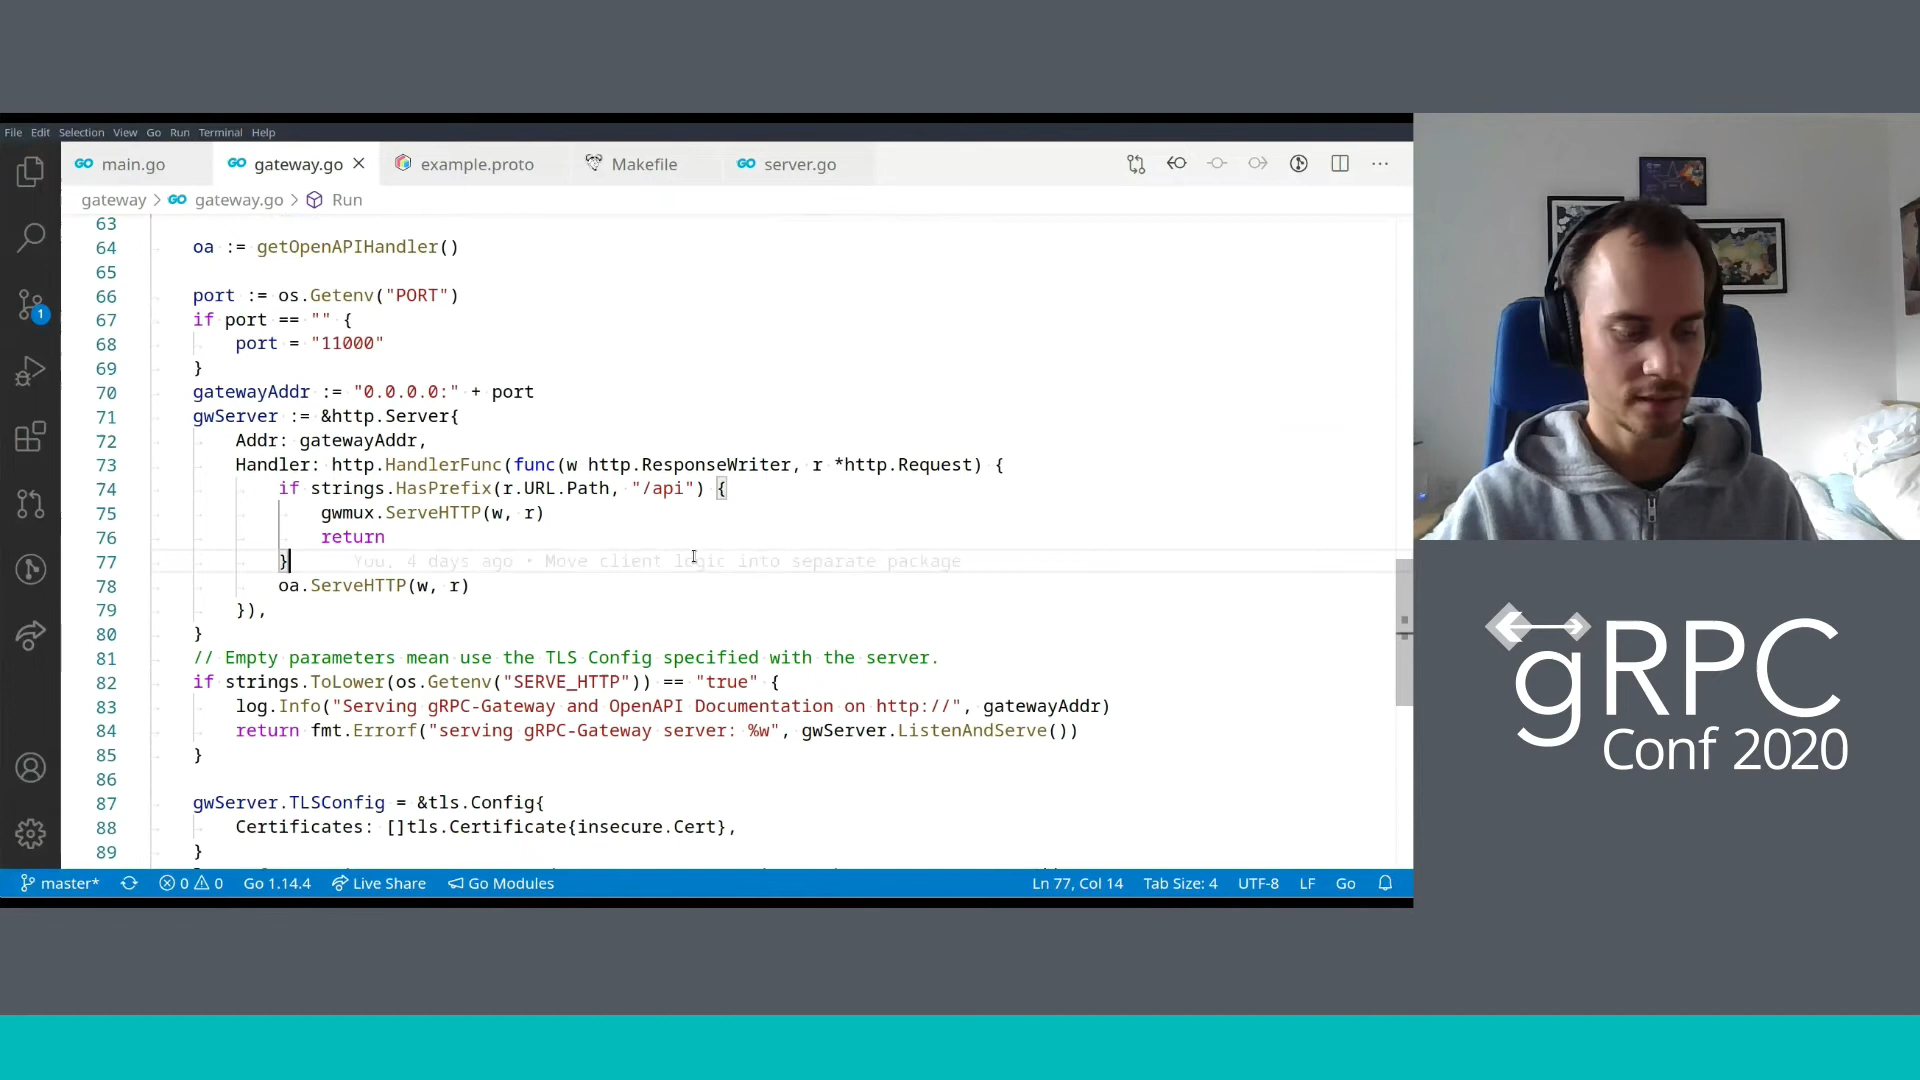 File Edit Selection View Go Run Terminal Help
GO main.go GO gateway.go example.proto Makefile GO server.go
gateway > GO gateway.go > Run
63
64 oa := getOpenAPIHandler()
65
66 port := os.Getenv("PORT")
67 if port == "" {
68 port = "11000"
69 }
70 gatewayAddr := "0.0.0.0:" + port
71 gwServer := &http.Server{
72 Addr: gatewayAddr,
73 Handler: http.HandlerFunc(func(w http.ResponseWriter, r *http.Request) {
74 if strings.HasPrefix(r.URL.Path, "/api") {
75 gwmux.ServeHTTP(w, r)
76 return
77 } You, 4 days ago • Move client logic into separate package
78 oa.ServeHTTP(w, r)
79 }),
80 }
81 // Empty parameters mean use the TLS Config specified with the server.
82 if strings.ToLower(os.Getenv("SERVE_HTTP")) == "true" {
83 log.Info("Serving gRPC-Gateway and OpenAPI Documentation on http://", gatewayAddr)
84 return fmt.Errorf("serving gRPC-Gateway server: %w", gwServer.ListenAndServe())
85 }
86
87 gwServer.TLSConfig = &tls.Config{
88 Certificates: []tls.Certificate{insecure.Cert},
89 }
1
master* 0 0 Go 1.14.4 Live Share Go Modules Ln 77, Col 14 Tab Size: 4 UTF-8 LF Go
gRPC
Conf 2020